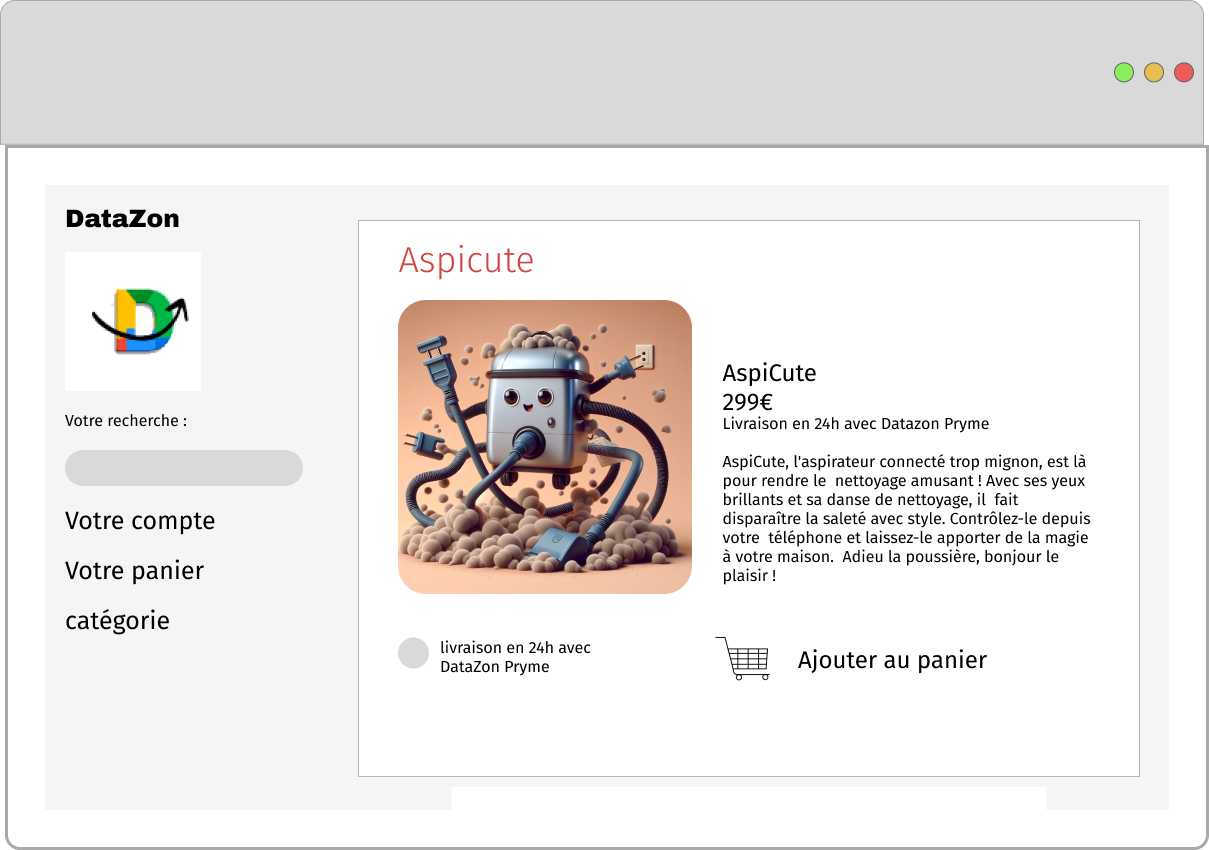 DataZon
Votre recherche :
Votre compte
Votre panier
catégorie
Aspicute
AspiCute
299€
Livraison en 24h avec Datazon Pryme
AspiCute, l'aspirateur connecté trop mignon, est là
pour rendre le  nettoyage amusant ! Avec ses yeux
brillants et sa danse de nettoyage, il  fait
disparaître la saleté avec style. Contrôlez-le depuis
votre  téléphone et laissez-le apporter de la magie
à votre maison.  Adieu la poussière, bonjour le
plaisir !
livraison en 24h avec
DataZon Pryme
Ajouter au panier